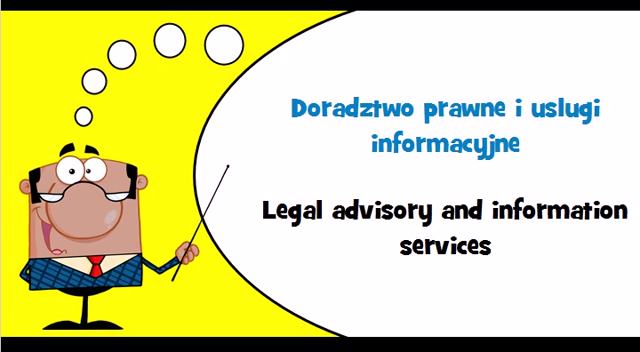 Doradztwo prawne i uslugi
informacyjne
Legal advisory and information
services